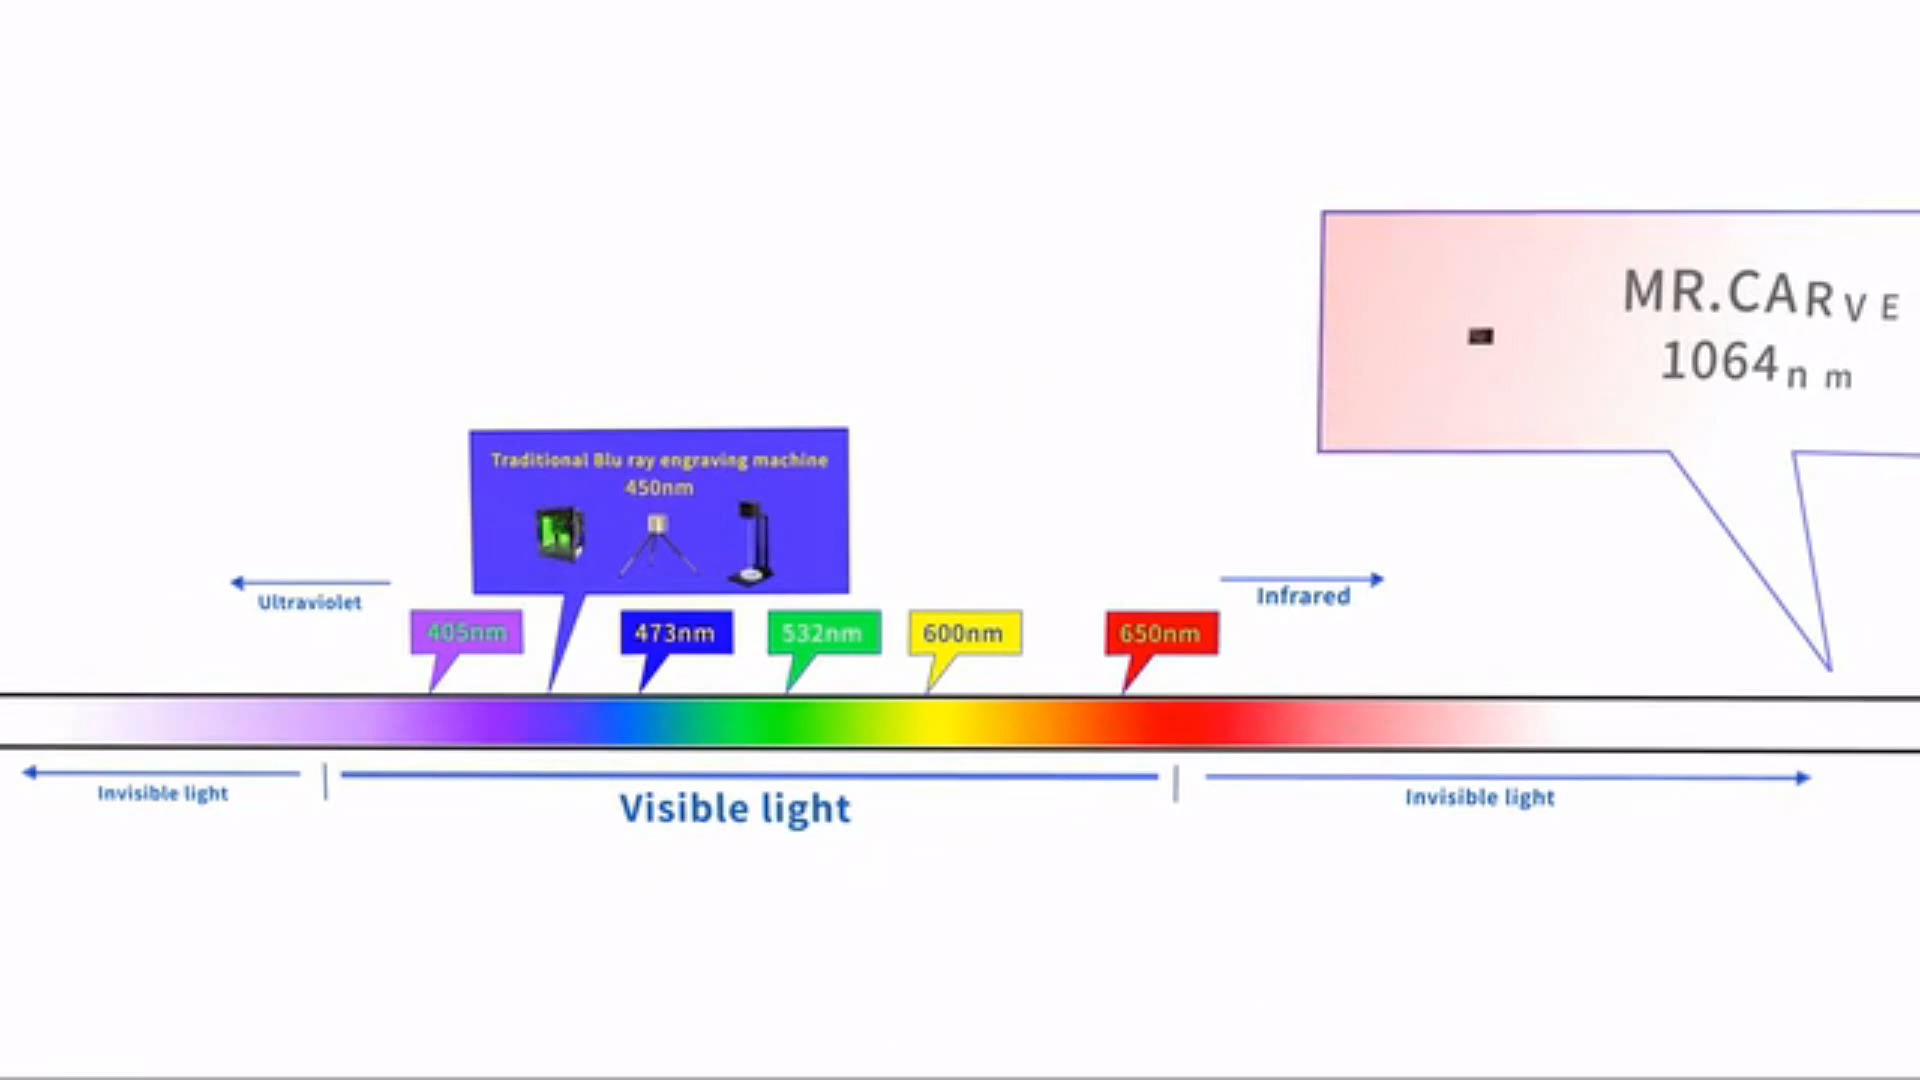 MR.CARVE
1064nm
Traditional Blu ray engraving machine
450nm
Ultraviolet
Infrared
405nm
473nm
532nm
600nm
650nm
Invisible light
Visible light
Invisible light